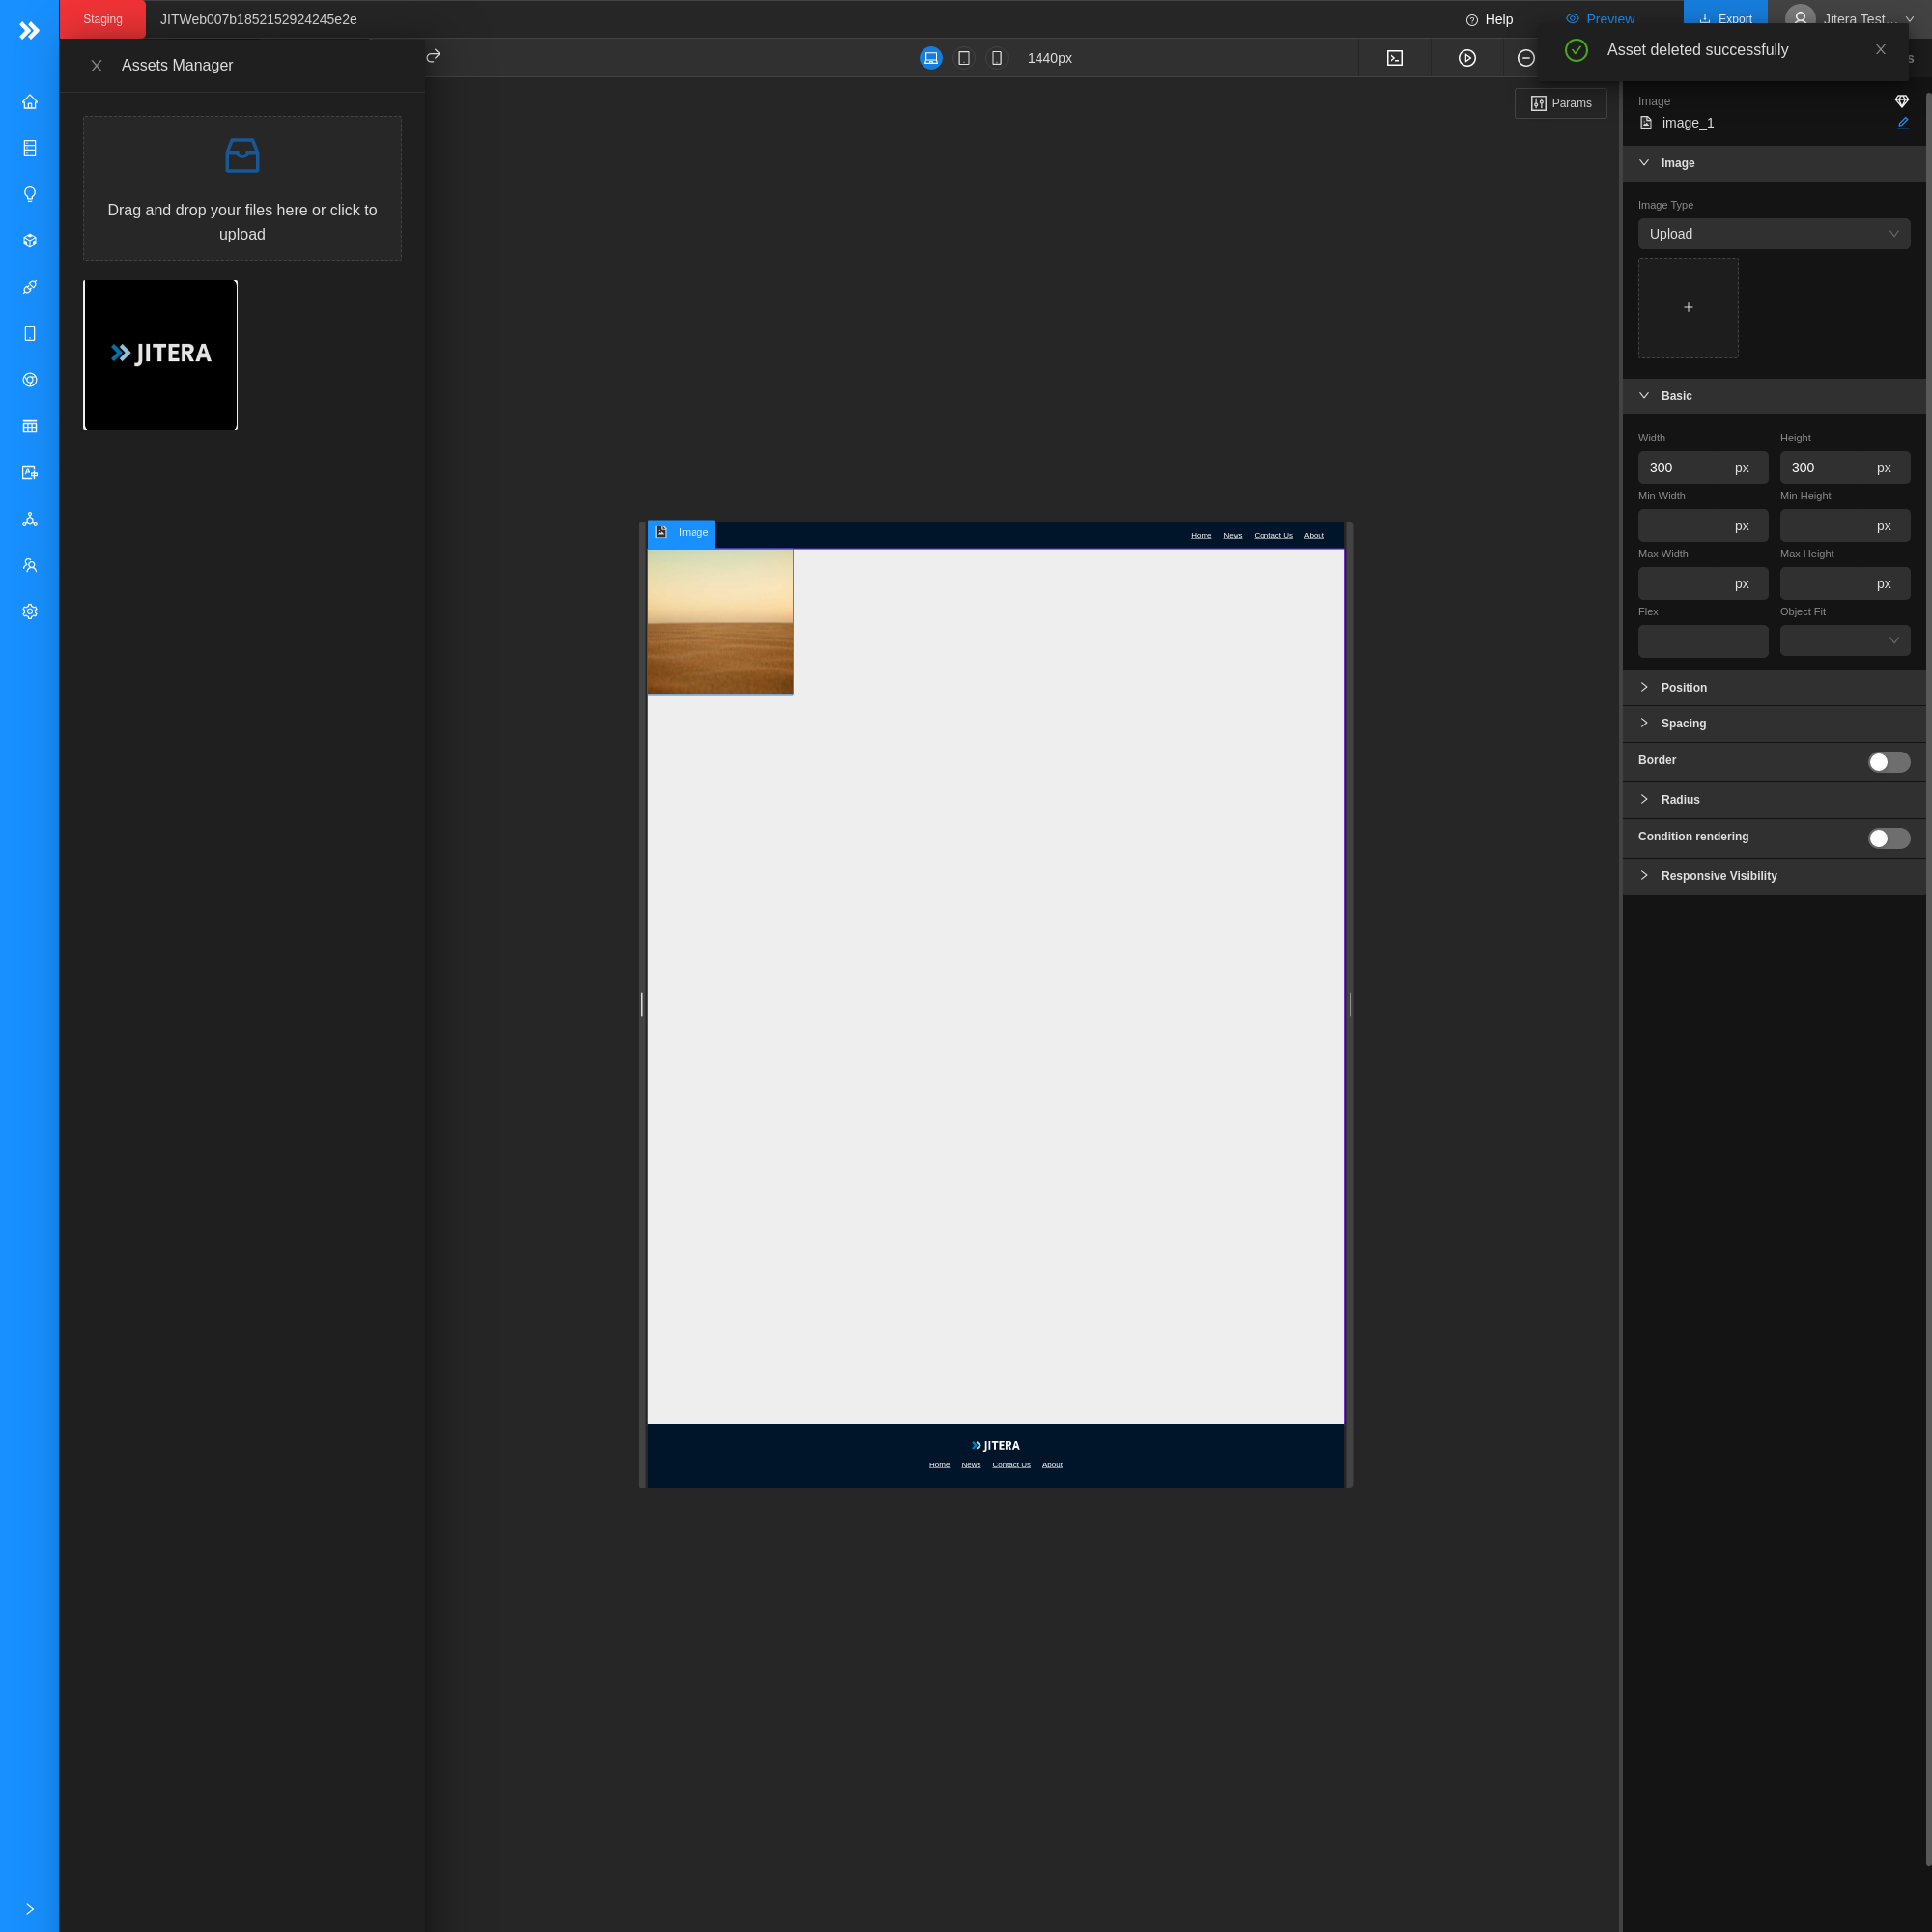 Staging
JITWeb007b1852152924245e2e
Help
Preview
Export
Jitera Test...
Asset deleted successfully
Assets Manager
1440px
Params
Drag and drop your files here or click to
upload
JITERA
Image
image_1
Image
Image Type
Upload
Basic
Width
Height
300 px
300 px
Min Width
Min Height
px
px
Max Width
Max Height
px
px
Flex
Object Fit
Position
Spacing
Border
Radius
Condition rendering
Responsive Visibility
Image
Home News Contact Us About
JITERA
Home News Contact Us About